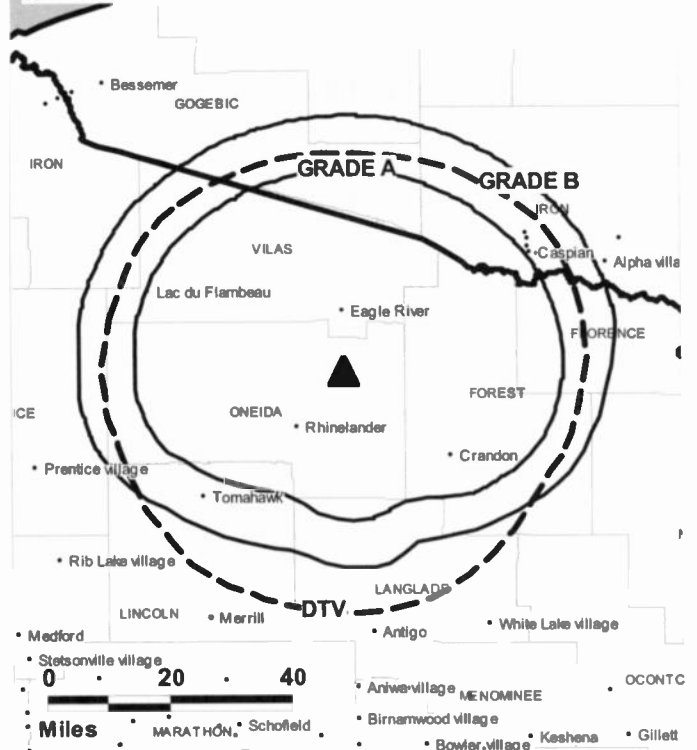 Bessemer
GOGEBIC
IRON
GRADE A
GRADE B
IRON
VILAS
Caspian
Alpha villa
Lac du Flambeau
Eagle River
FLORENCE
FOREST
ICE
ONEIDA
Rhinelander
Crandon
Prentice village
Tomahawk
Rib Lake village
LANGLADE
DTV
LINCOLN
Merrill
White Lake village
Antigo
Medford
Stetsonville village
0 20 40
OCONTC
Aniwa village
MENOMINEE
Birnamwood village
Miles
MARATHON
Schofield
Bowler village
Keshena
Gillett